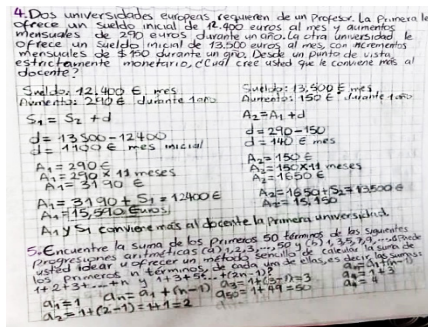 4. Dos universidades europeas requieren de un Profesor. La Primera le
ofrece un sueldo inicial de 12.400 euros al mes y aumentos
mensuales de 290 euros durante un año. La otra universidad le
ofrece un sueldo inicial de 13.500 euros al mes, con incrementos
mensuales de $150 durante un año. Desde un punto de vista
estrictamente monetario, ¿Cuál cree usted que le conviene más al
docente?
Sueldo: 12,400 € mes
Aumento: 290 € durante 1 año
S1 = S2 + d
d = 13500 - 12400
d = 1100 € mes inicial
A1 = 290 €
A1 = 290 x 11 meses
A1 = 3190 €
A1 = 3190 + S1 = 12400 €
A1 = 15,590 Euros
Sueldo: 13,500 € mes
Aumento: 150 € durante 1 año
A2 = A1 + d
d = 290 - 150
d = 140 € mes
A2 = 150 €
A2 = 150 x 11 meses
A2 = 1650 €
A2 = 1650 + S2 = 13500 €
A2 = 15,150
A1 y S1 conviene más al docente la Primera universidad.
5. Encuentre la suma de los Primeros 50 términos de las siguientes
Progresiones aritméticas (a) 1, 2, 3, ..., 50 y (b) 1, 3, 5, 7, 9, ... ¿Puede
usted idear u ofrecer un método sencillo de calcular la suma de
los primeros n términos de cada una de ellas, es decir, las sumas:
1+2+3+...+n y 1+3+5+...+(2n-1)?
a1 = 1
an = a1 + (n-1)
a2 = 1+(2-1) = 1+1 = 2
a3 = 1+(3-1) = 3
a50 = 1+49 = 50